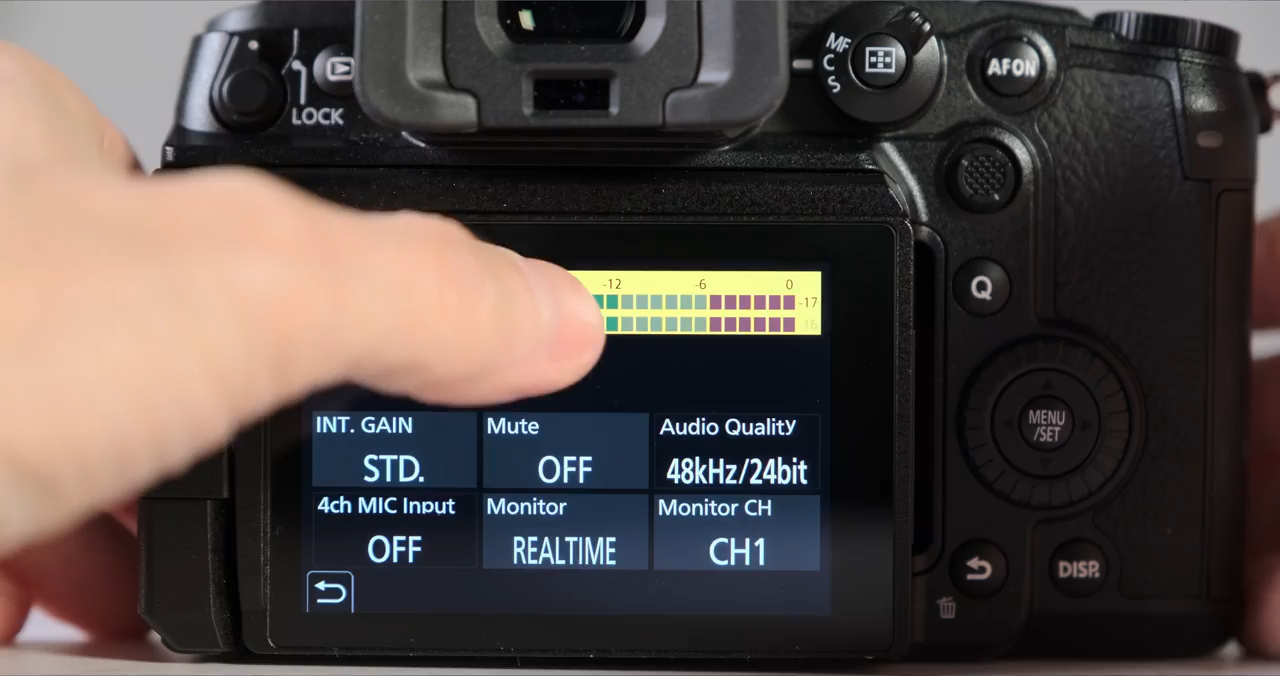 LOCK
MF
C
S
AFON
Q
MENU
/SET
DISP.
-12 -6 0
-17
INT. GAIN Mute Audio Quality
STD. OFF 48kHz/24bit
4ch MIC Input Monitor Monitor CH
OFF REALTIME CH1